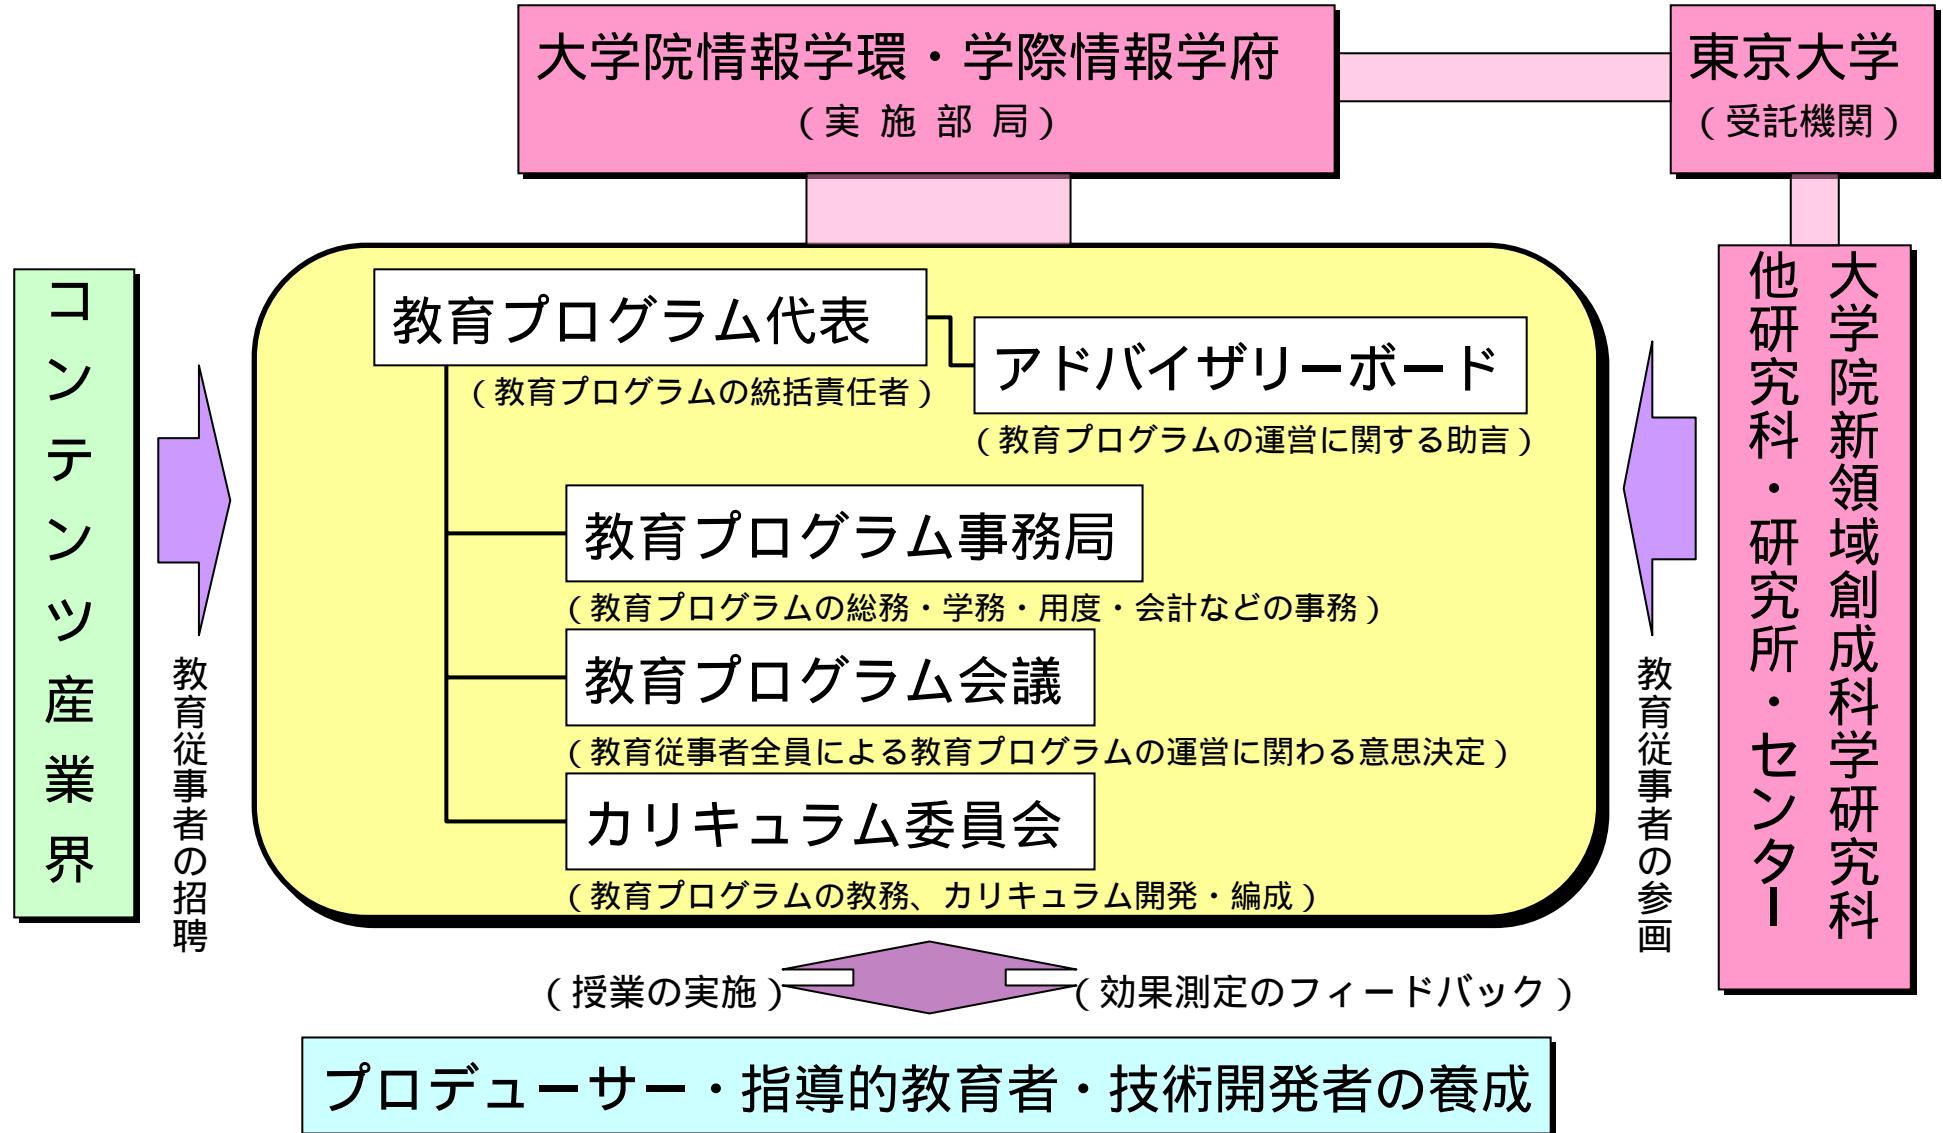 大学院情報学環・学際情報学府
（実 施 部 局）
東京大学
（受託機関）
コンテンツ産業界
教育従事者の招聘
教育プログラム代表
（教育プログラムの統括責任者）
アドバイザリーボード
（教育プログラムの運営に関する助言）
教育プログラム事務局
（教育プログラムの総務・学務・用度・会計などの事務）
教育プログラム会議
（教育従事者全員による教育プログラムの運営に関わる意思決定）
カリキュラム委員会
（教育プログラムの教務、カリキュラム開発・編成）
教育従事者の参画
大学院新領域創成科学研究科
他研究科・研究所・センター
（授業の実施）
（効果測定のフィードバック）
プロデューサー・指導的教育者・技術開発者の養成